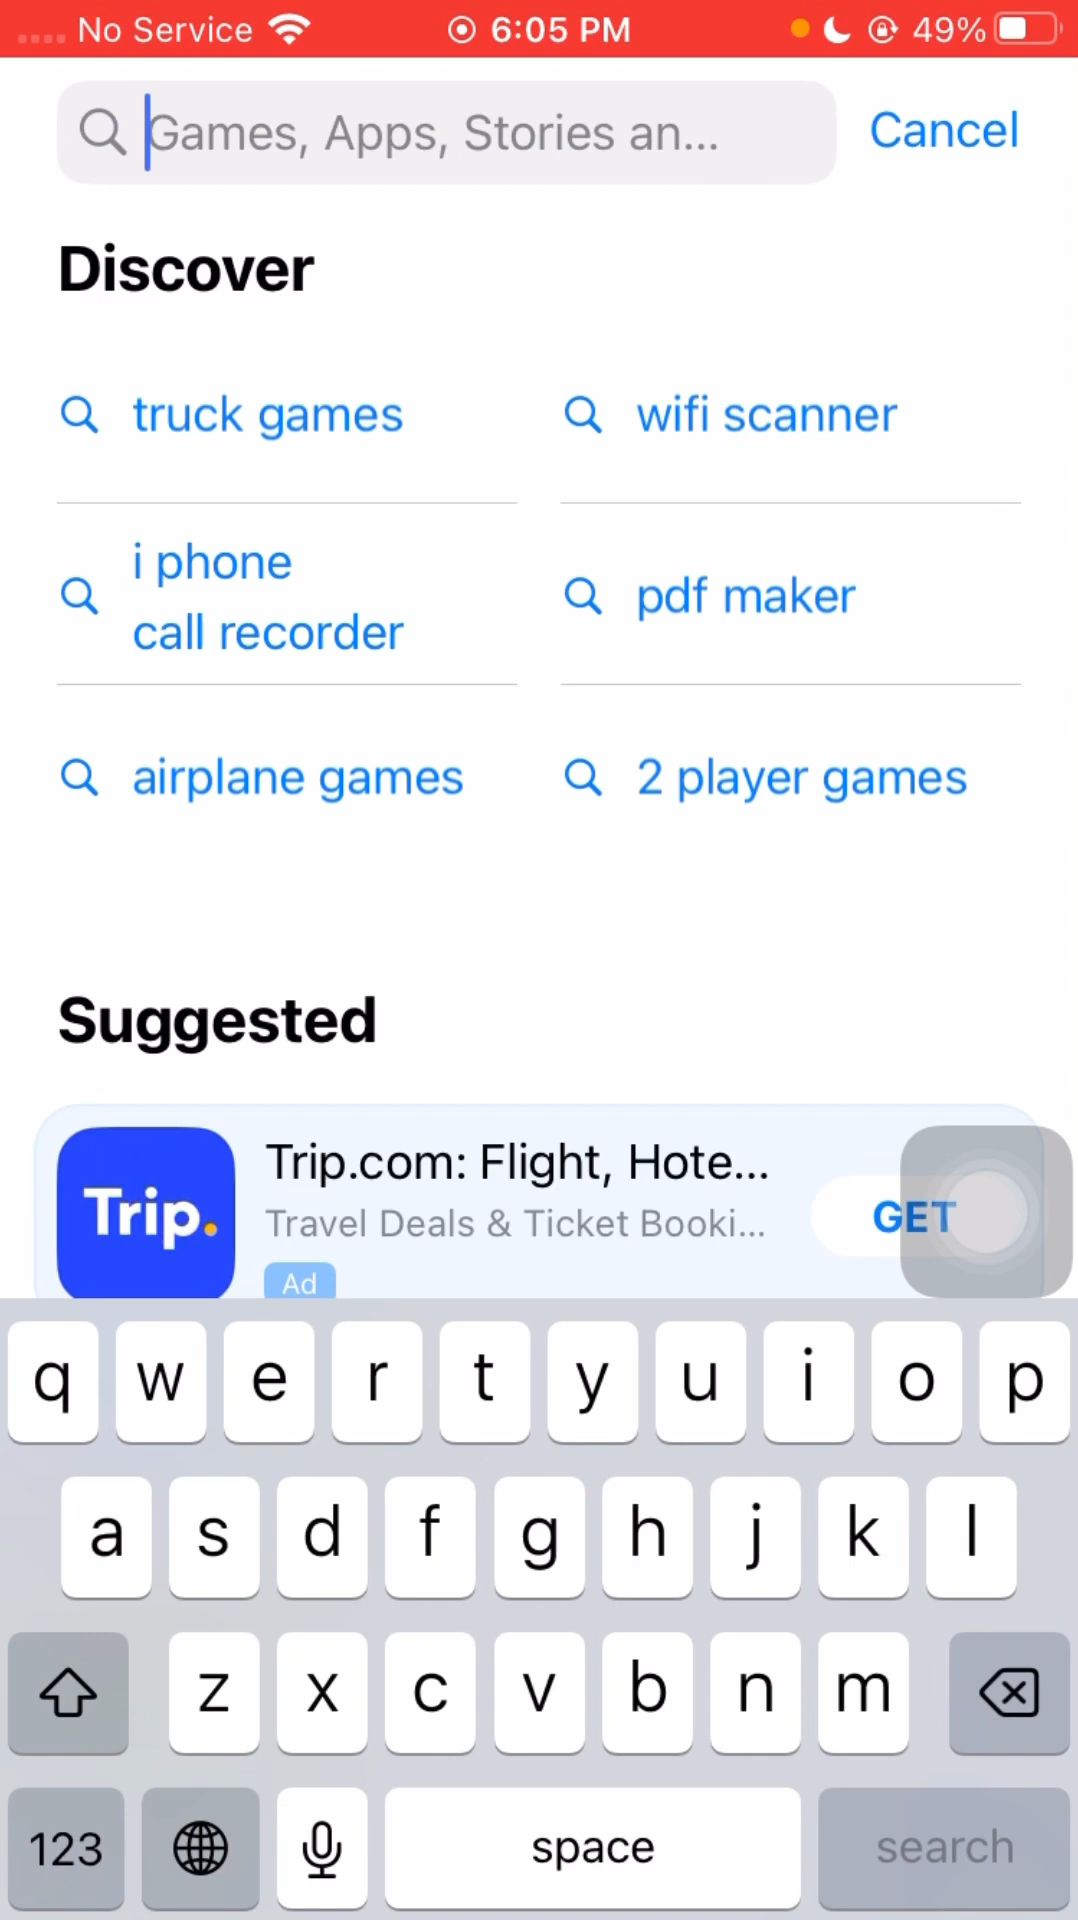 No Service 6:05 PM 49%
Games, Apps, Stories an... Cancel
Discover
truck games wifi scanner
i phone
call recorder
pdf maker
airplane games 2 player games
Suggested
Trip. Trip.com: Flight, Hote...
Travel Deals & Ticket Booki...
GET
Ad
q w e r t y u i o p
a s d f g h j k l
z x c v b n m
123 space search